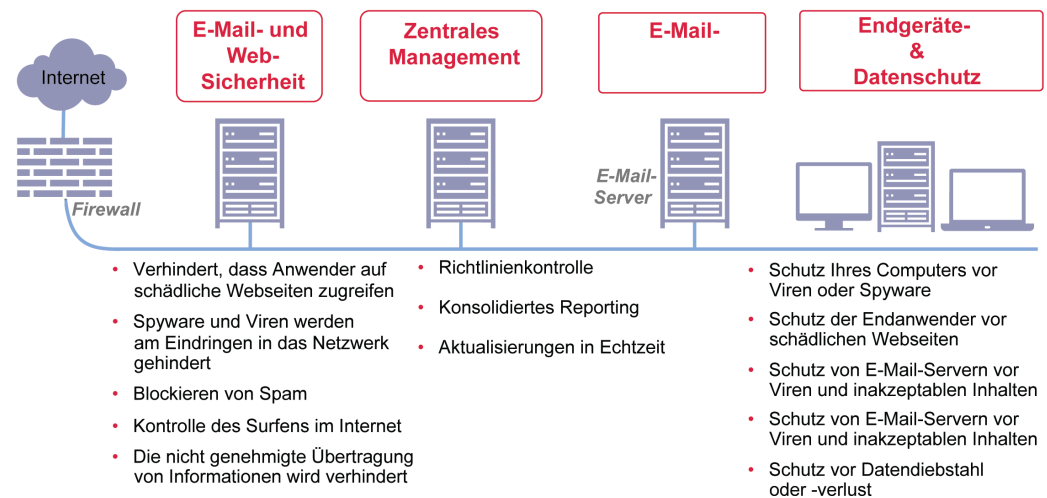 Internet
Firewall
E-Mail- und
Web-
Sicherheit
Zentrales
Management
E-Mail-
Endgeräte-
&
Datenschutz
E-Mail-
Server
• Verhindert, dass Anwender auf
schädliche Webseiten zugreifen
• Spyware und Viren werden
am Eindringen in das Netzwerk
gehindert
• Blockieren von Spam
• Kontrolle des Surfens im Internet
• Die nicht genehmigte Übertragung
von Informationen wird verhindert
• Richtlinienkontrolle
• Konsolidiertes Reporting
• Aktualisierungen in Echtzeit
• Schutz Ihres Computers vor
Viren oder Spyware
• Schutz der Endanwender vor
schädlichen Webseiten
• Schutz von E-Mail-Servern vor
Viren und inakzeptablen Inhalten
• Schutz von E-Mail-Servern vor
Viren und inakzeptablen Inhalten
• Schutz vor Datendiebstahl
oder -verlust